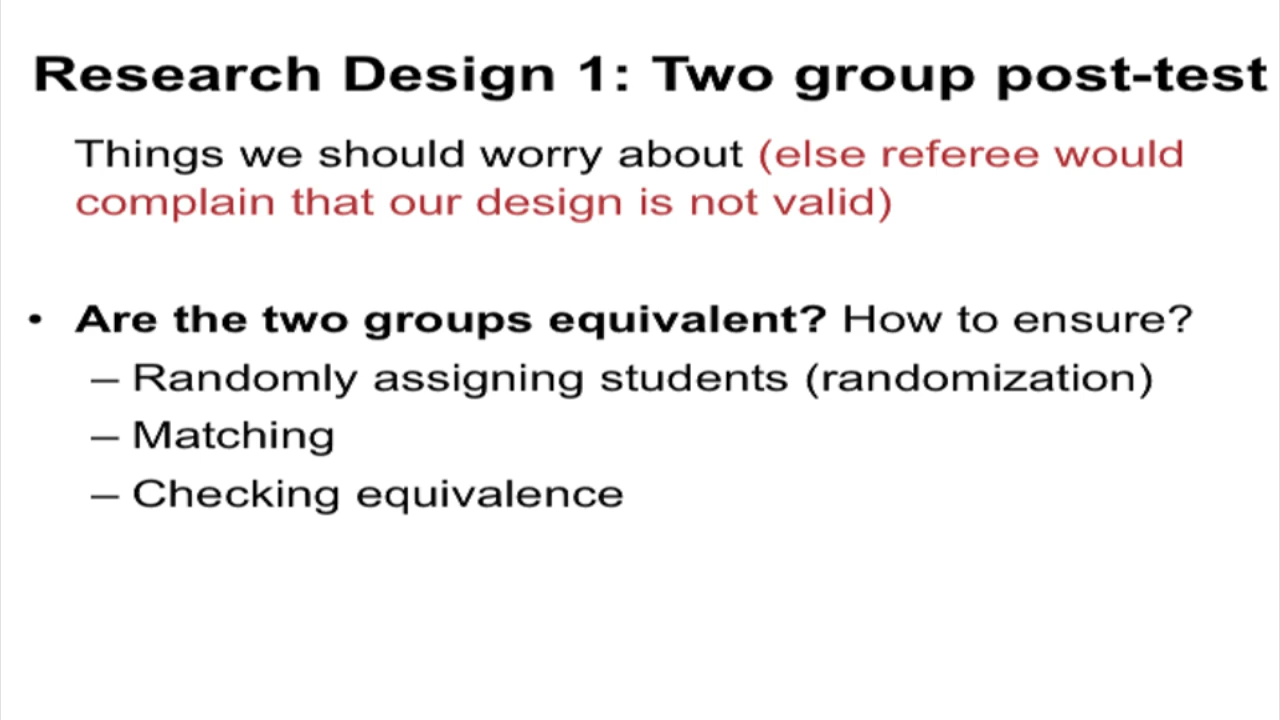 Research Design 1: Two group post-test
Things we should worry about (else referee would
complain that our design is not valid)
• Are the two groups equivalent? How to ensure?
– Randomly assigning students (randomization)
– Matching
– Checking equivalence